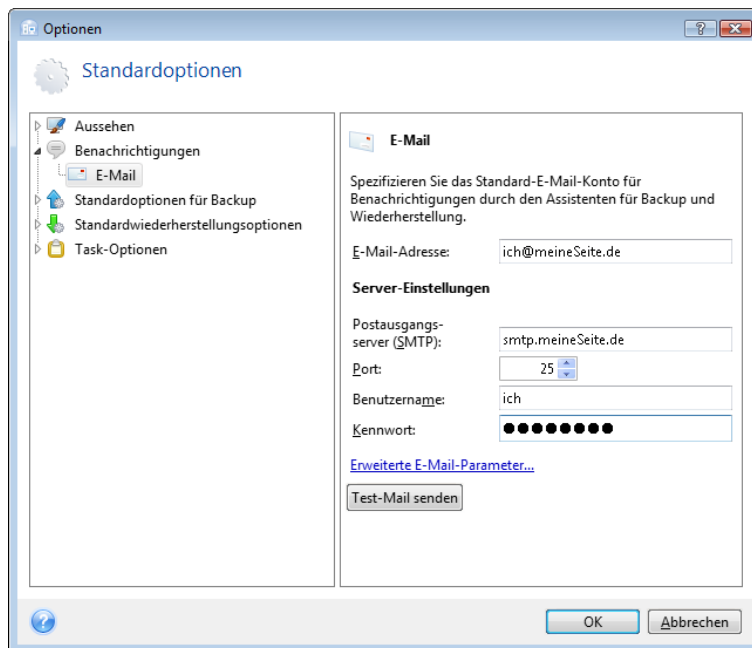 Optionen
Standardoptionen
Aussehen
Benachrichtigungen
E-Mail
Standardoptionen für Backup
Standardwiederherstellungsoptionen
Task-Optionen
E-Mail
Spezifizieren Sie das Standard-E-Mail-Konto für
Benachrichtigungen durch den Assistenten für Backup und
Wiederherstellung.
E-Mail-Adresse: ich@meineSeite.de
Server-Einstellungen
Postausgangs-
server (SMTP): smtp.meineSeite.de
Port: 25
Benutzername: ich
Kennwort: ●●●●●●●●
Erweiterte E-Mail-Parameter...
Test-Mail senden
OK Abbrechen